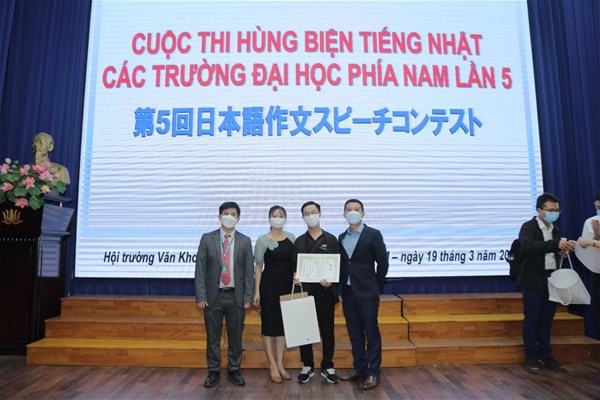 CUỘC THI HÙNG BIỆN TIẾNG NHẬT
CÁC TRƯỜNG ĐẠI HỌC PHÍA NAM LẦN 5
第5回日本語作文スピーチコンテスト
Hội trường Văn Kho – ngày 19 tháng 3 năm